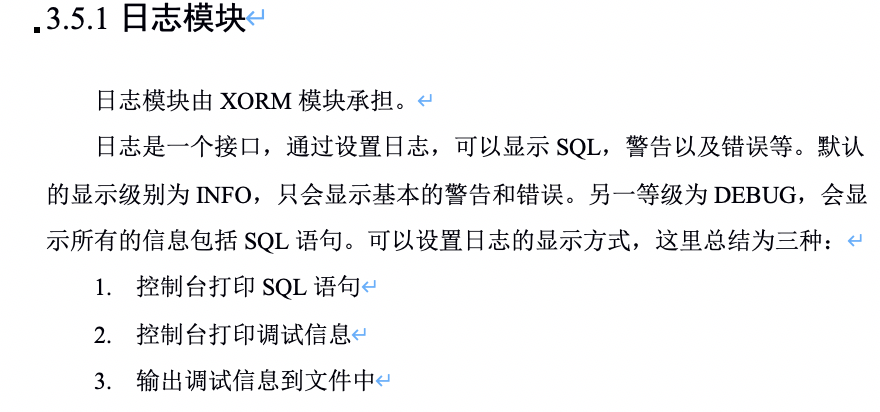 3.5.1 日志模块
日志模块由 XORM 模块承担。
日志是一个接口，通过设置日志，可以显示 SQL，警告以及错误等。默认
的显示级别为 INFO，只会显示基本的警告和错误。另一等级为 DEBUG，会显
示所有的信息包括 SQL 语句。可以设置日志的显示方式，这里总结为三种：
1. 控制台打印 SQL 语句
2. 控制台打印调试信息
3. 输出调试信息到文件中